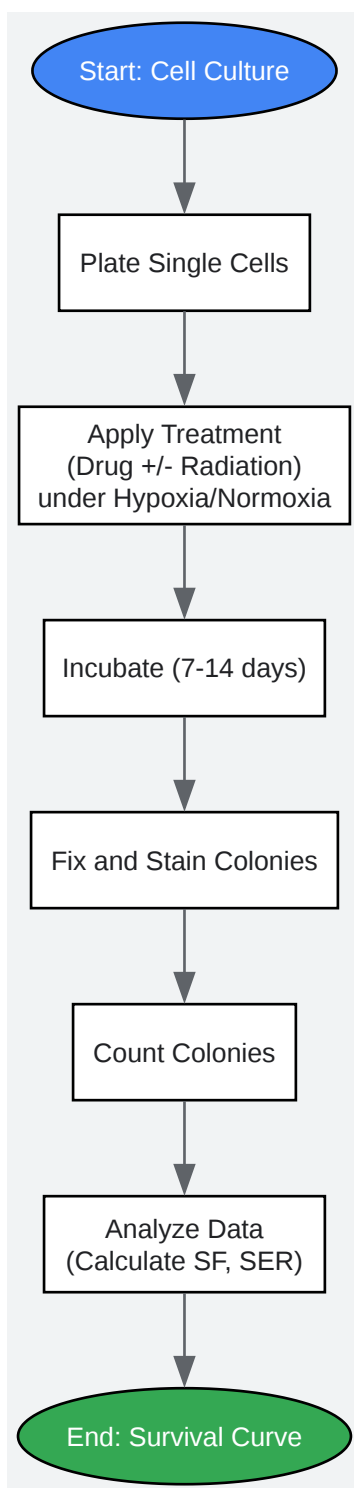 Start: Cell Culture
Plate Single Cells
Apply Treatment
(Drug +/- Radiation)
under Hypoxia/Normoxia
Incubate (7-14 days)
Fix and Stain Colonies
Count Colonies
Analyze Data
(Calculate SF, SER)
End: Survival Curve